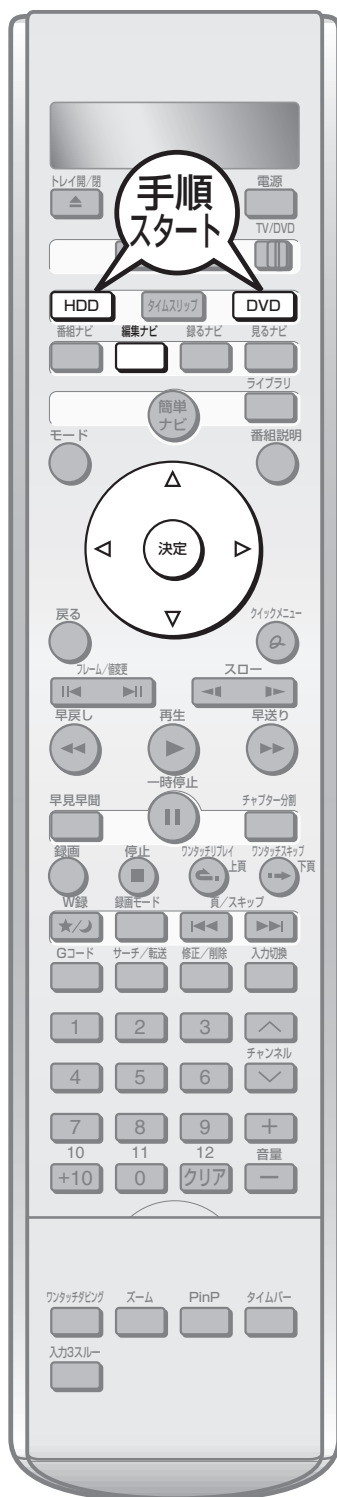 トレイ開/閉
電源
手順
スタート
TV/DVD
HDD
タイムスリップ
DVD
番組ナビ
編集ナビ
録るナビ
見るナビ
ライブラリ
簡単
ナビ
モード
番組説明
決定
戻る
クイックメニュー
フレーム/値変更
スロー
早戻し
再生
早送り
一時停止
早見早聞
チャプター分割
録画
停止
ワンタッチリプレイ
ワンタッチスキップ
上頁
下頁
W録
録画モード
頁/スキップ
Gコード
サーチ/転送
修正/削除
入力切換
1
2
3
チャンネル
4
5
6
7
8
9
+
10
11
12
音量
+10
0
クリア
−
ワンタッチダビング
ズーム
PinP
タイムバー
入力3スルー